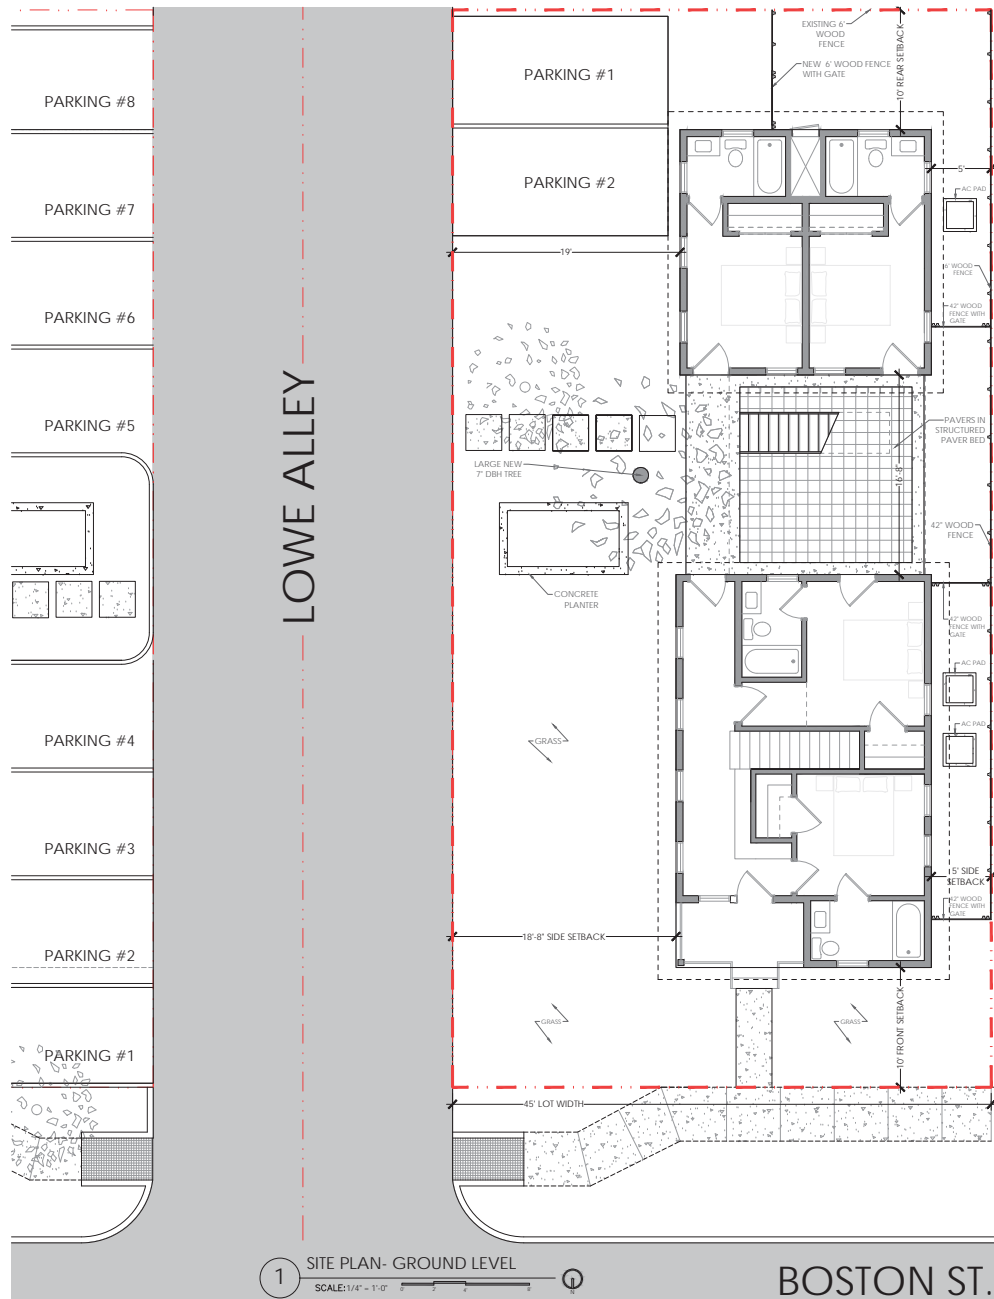 EXISTING 6'
WOOD
FENCE
NEW 6' WOOD FENCE
WITH GATE
10' REAR SETBACK
PARKING #1
PARKING #2
PARKING #8
PARKING #7
PARKING #6
PARKING #5
PARKING #4
PARKING #3
PARKING #2
PARKING #1
LOWE ALLEY
5'
AC PAD
19'
6' WOOD
FENCE
42" WOOD
FENCE WITH
GATE
PAVERS IN
STRUCTURED
PAVER BED
16'-8"
LARGE NEW
7" DBH TREE
42" WOOD
FENCE
CONCRETE
PLANTER
42" WOOD
FENCE WITH
GATE
AC PAD
AC PAD
GRASS
5' SIDE
SETBACK
42" WOOD
FENCE WITH
GATE
18'-8" SIDE SETBACK
GRASS
GRASS
10' FRONT SETBACK
45' LOT WIDTH
1
SITE PLAN- GROUND LEVEL
SCALE: 1/4" = 1'-0"
0 2' 4' 8'
N
BOSTON ST.